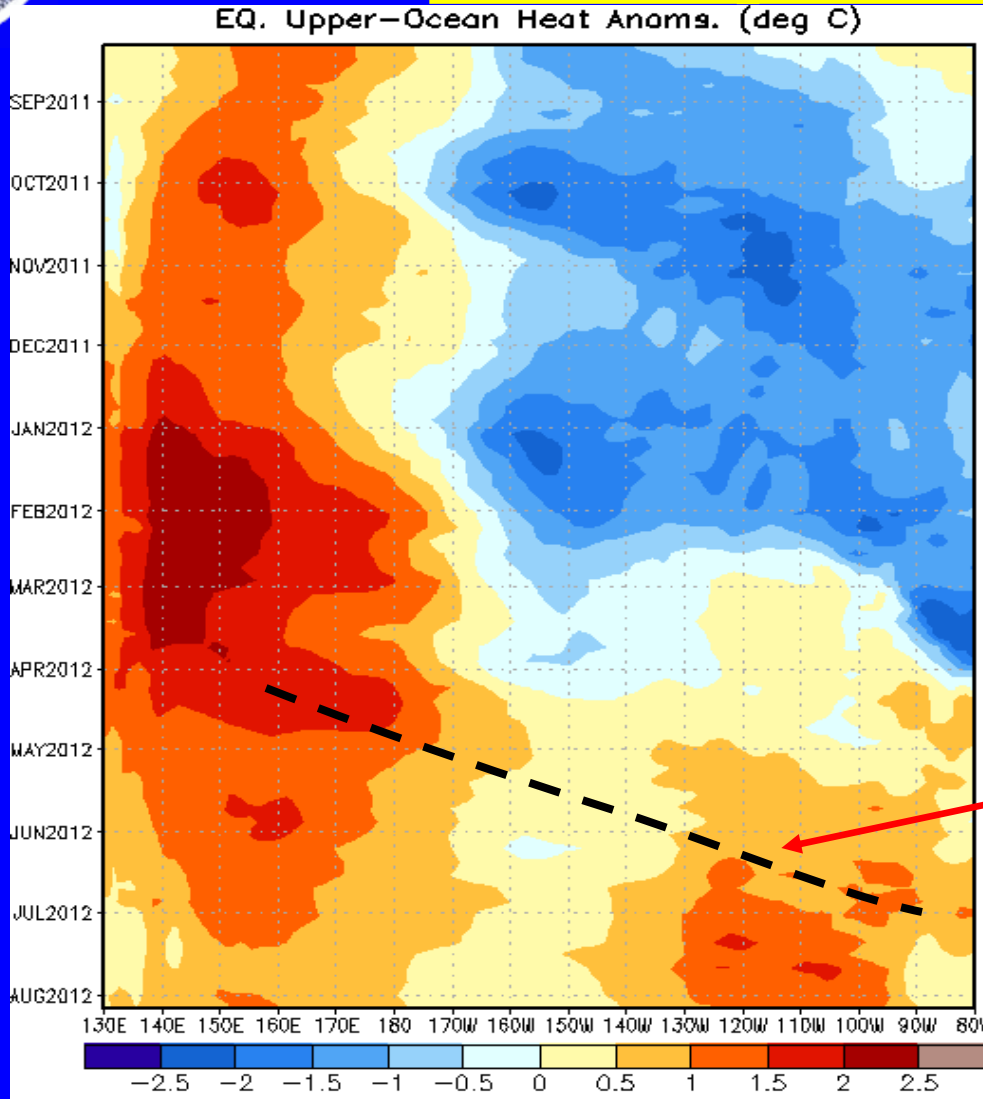 EQ. Upper-Ocean Heat Anoms. (deg C)
SEP2011
OCT2011
NOV2011
DEC2011
JAN2012
FEB2012
MAR2012
APR2012
MAY2012
JUN2012
JUL2012
AUG2012
130E 140E 150E 160E 170E 180 170W 160W 150W 140W 130W 120W 110W 100W 90W 80W
-2.5 -2 -1.5 -1 -0.5 0 0.5 1 1.5 2 2.5